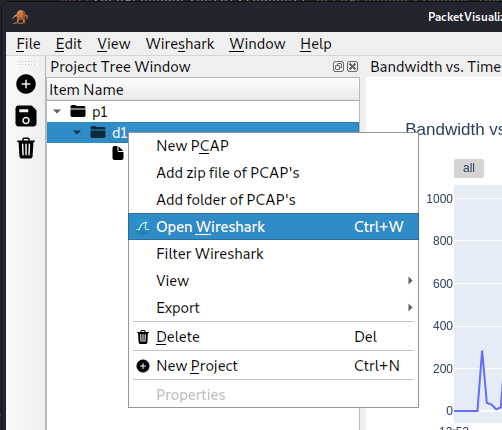 PacketVisualiz
File Edit View Wireshark Window Help
Project Tree Window
Bandwidth vs. Time
Item Name
p1
d1
Bandwidth vs
all
New PCAP
Add zip file of PCAP's
Add folder of PCAP's
Open Wireshark Ctrl+W
Filter Wireshark
View
Export
Delete Del
New Project Ctrl+N
Properties
1000
800
600
400
200
0